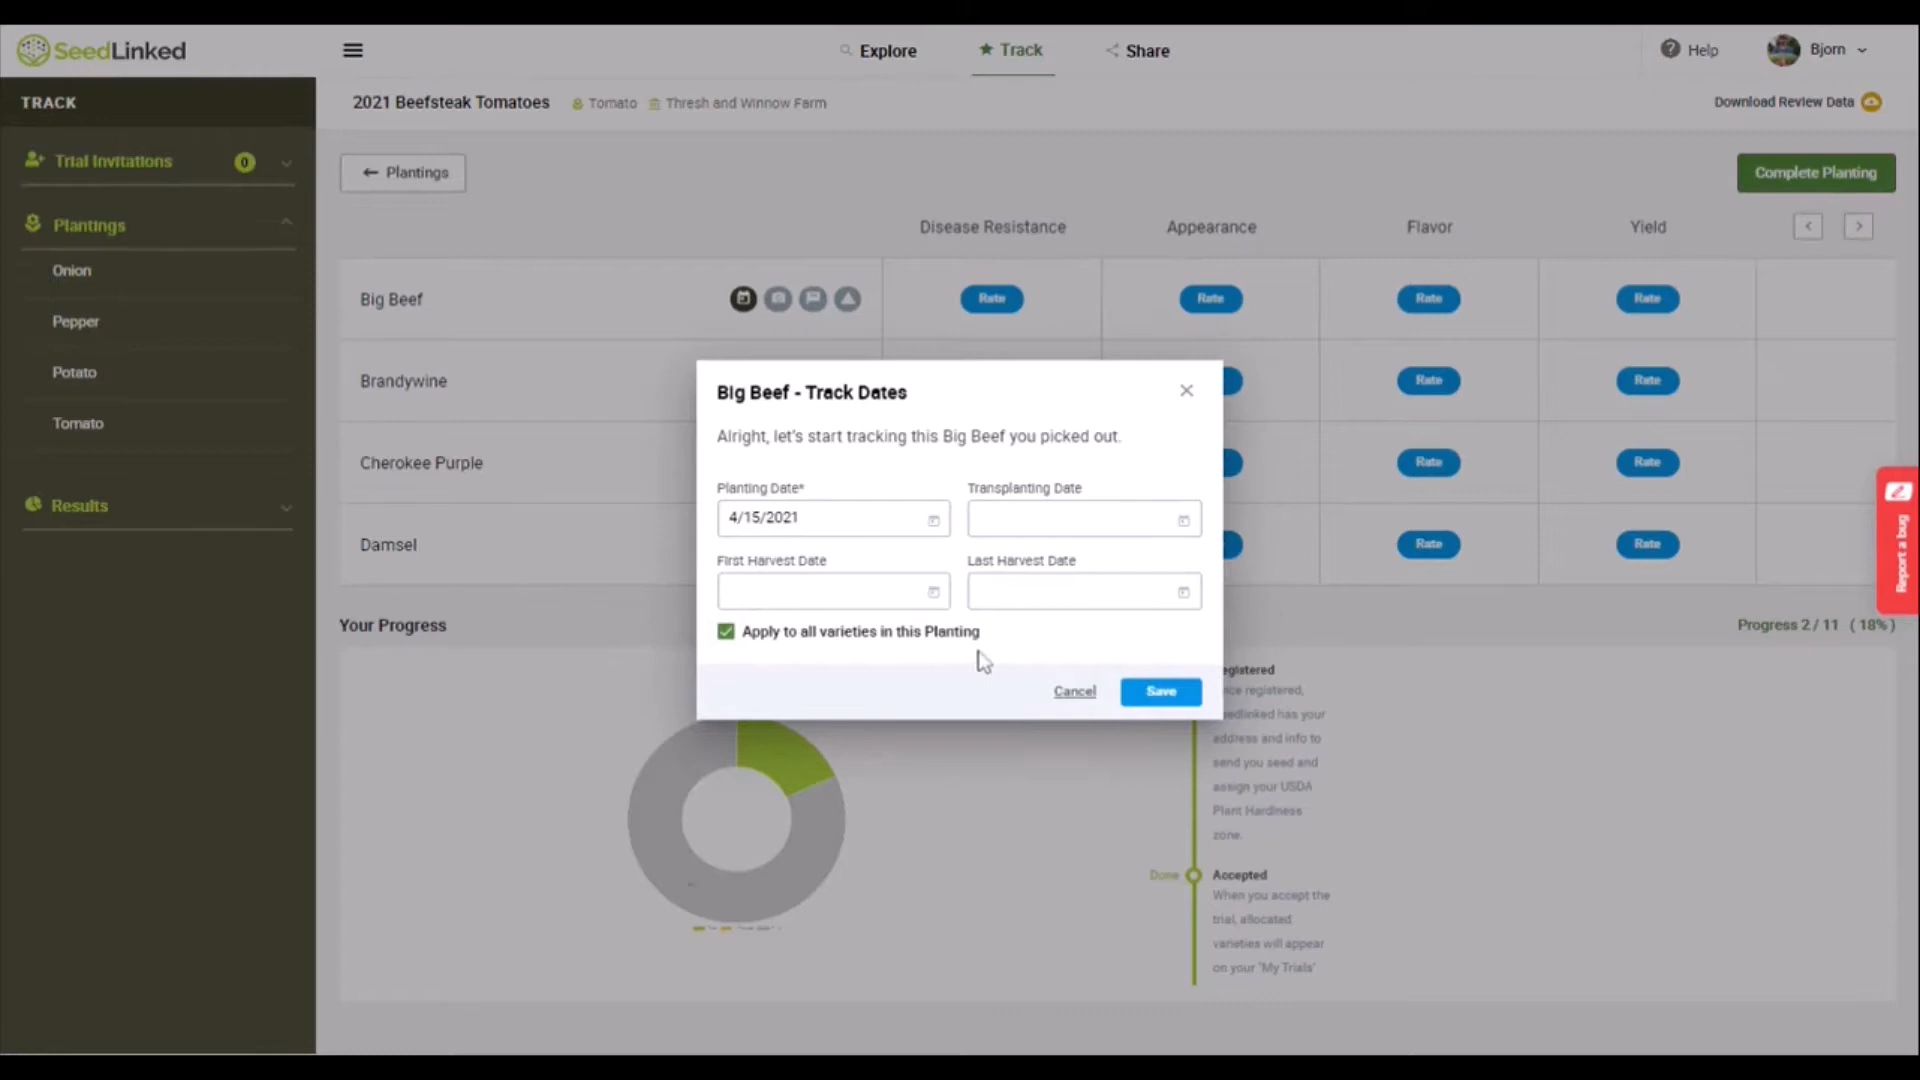 SeedLinked
Explore
Track
Share
Help
Bjorn
TRACK
2021 Beefsteak Tomatoes
Tomato
Thresh and Winnow Farm
Download Review Data
Trial Invitations
0
Plantings
Onion
Pepper
Potato
Tomato
Results
← Plantings
Complete Planting
Disease Resistance
Appearance
Flavor
Yield
<
>
Big Beef
Rate
Rate
Rate
Rate
Brandywine
Rate
Rate
Cherokee Purple
Rate
Rate
Damsel
Rate
Rate
Big Beef - Track Dates
Alright, let's start tracking this Big Beef you picked out.
Planting Date*
Transplanting Date
4/15/2021
First Harvest Date
Last Harvest Date
Apply to all varieties in this Planting
Cancel
Save
Report a bug
Your Progress
Progress 2 / 11 ( 18% )
egistered
registered,
has your
address and info to
send you seed and
assign your USDA
Plant Hardiness
zone.
Done
Accepted
When you accept the
trial, allocated
varieties will appear
on your "My Trials"